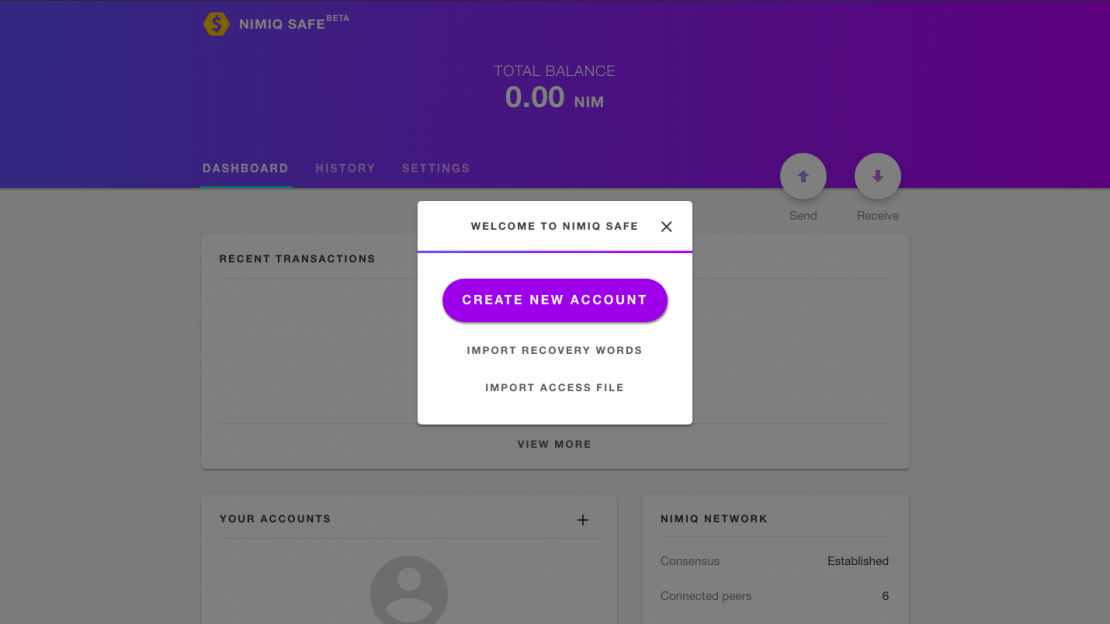 NIMIQ SAFE BETA
TOTAL BALANCE
0.00 NIM
DASHBOARD HISTORY SETTINGS
Send Receive
WELCOME TO NIMIQ SAFE
RECENT TRANSACTIONS
CREATE NEW ACCOUNT
IMPORT RECOVERY WORDS
IMPORT ACCESS FILE
VIEW MORE
YOUR ACCOUNTS
NIMIQ NETWORK
Consensus Established
Connected peers 6